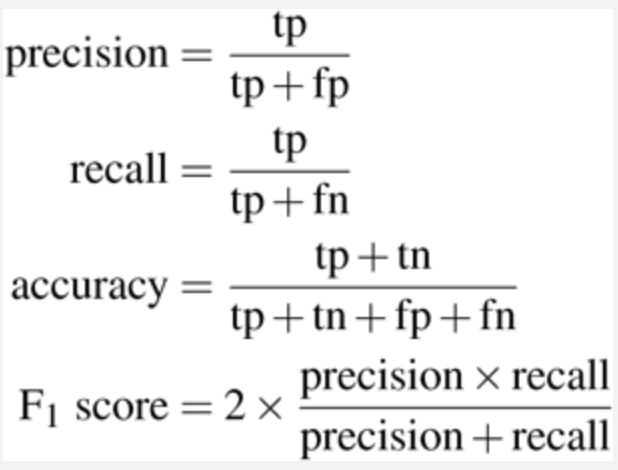 precision = tp / tp + fp
recall = tp / tp + fn
accuracy = tp + tn / tp + tn + fp + fn
F₁ score = 2 × precision × recall / precision + recall